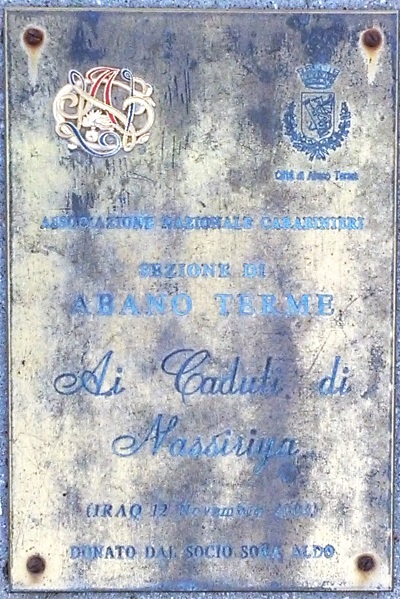 Città di Abano Terme
ASSOCIAZIONE NAZIONALE CARABINIERI
SEZIONE DI
ABANO TERME
Ai Caduti di
Nassiriya
(IRAQ 12 Novembre 2003)
DONATO DAL SOCIO ALDO